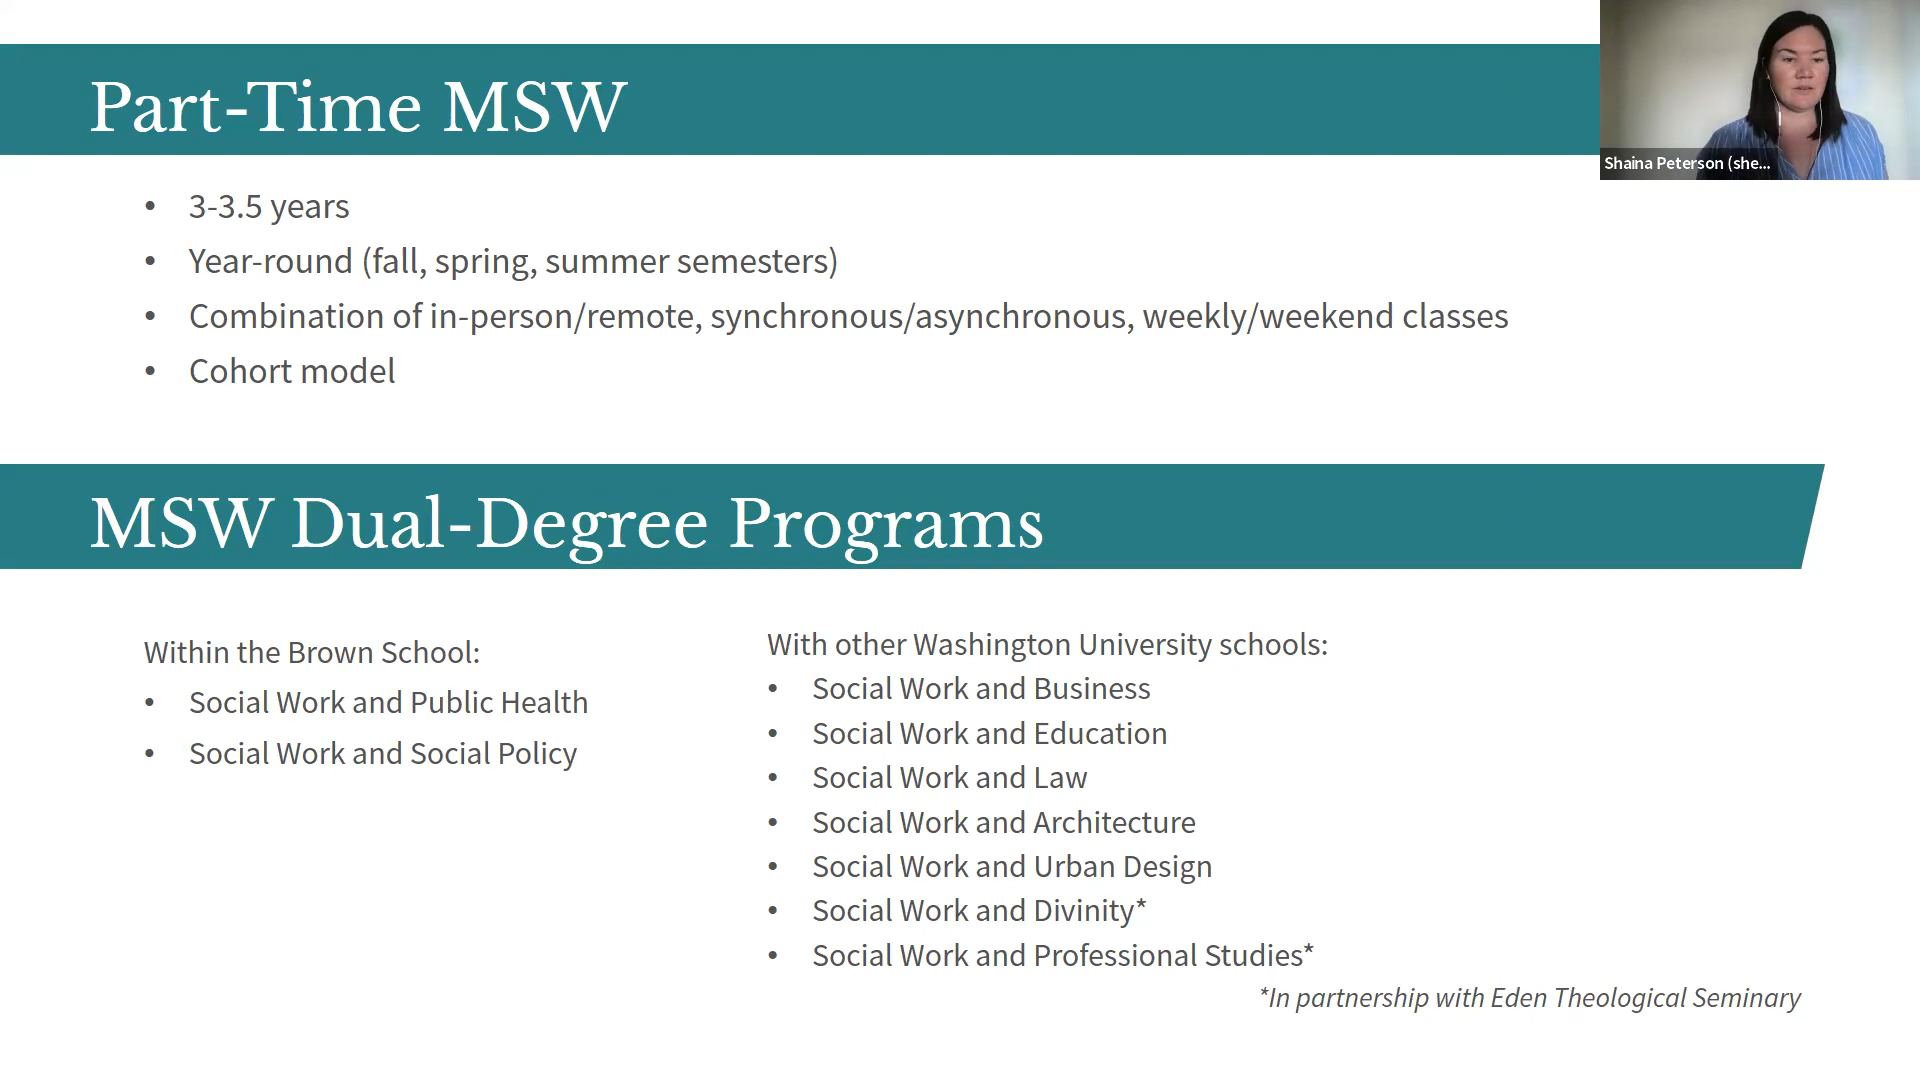 Part-Time MSW
Shaina Peterson (she...
• 3-3.5 years
• Year-round (fall, spring, summer semesters)
• Combination of in-person/remote, synchronous/asynchronous, weekly/weekend classes
• Cohort model
MSW Dual-Degree Programs
Within the Brown School:
• Social Work and Public Health
• Social Work and Social Policy
With other Washington University schools:
• Social Work and Business
• Social Work and Education
• Social Work and Law
• Social Work and Architecture
• Social Work and Urban Design
• Social Work and Divinity*
• Social Work and Professional Studies*
*In partnership with Eden Theological Seminary